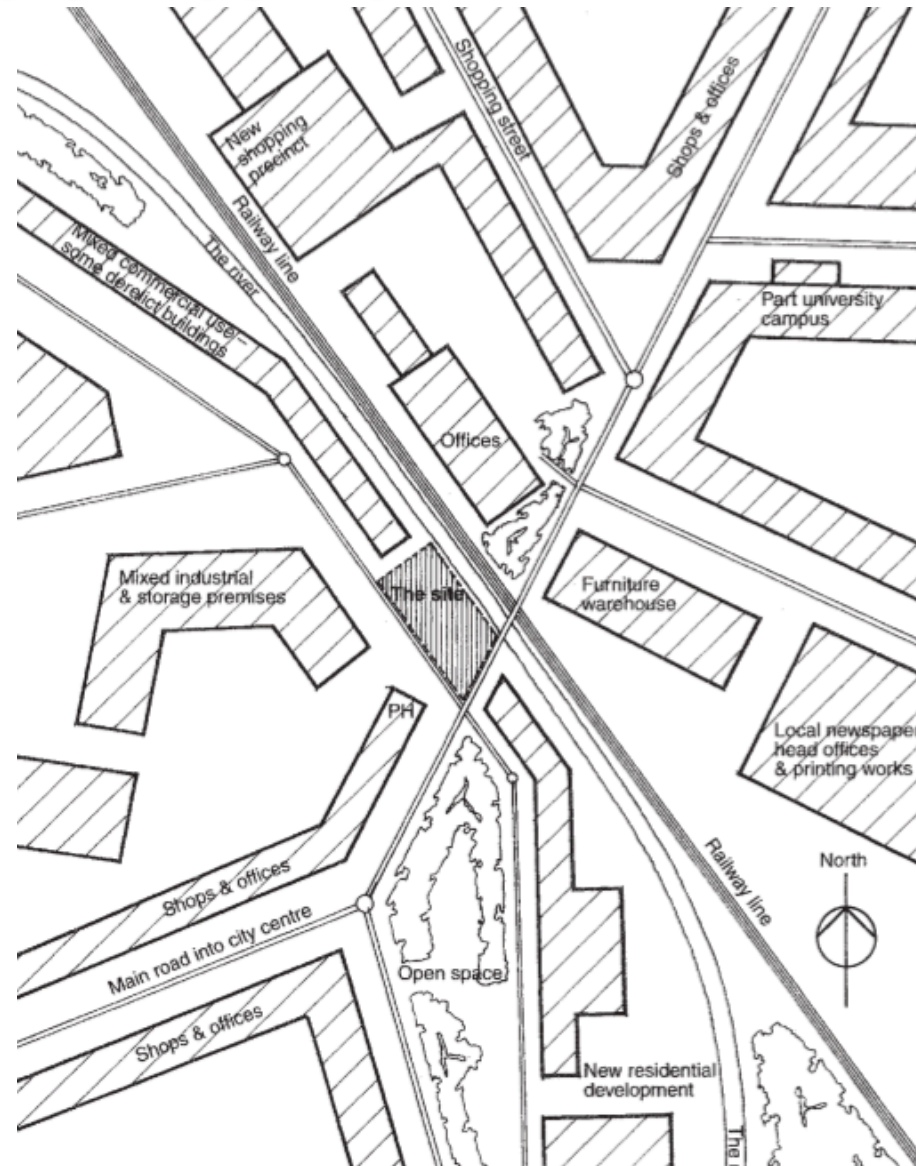 Shopping street
Shops & offices
New
shopping
precinct
Railway line
The river
Mixed commercial use –
some derelict buildings
Part university
campus
Offices
Mixed industrial
& storage premises
The site
Furniture
warehouse
PH
Local newspaper
head offices
& printing works
North
Railway line
Shops & offices
Main road into city centre
Open space
Shops & offices
New residential
development
The